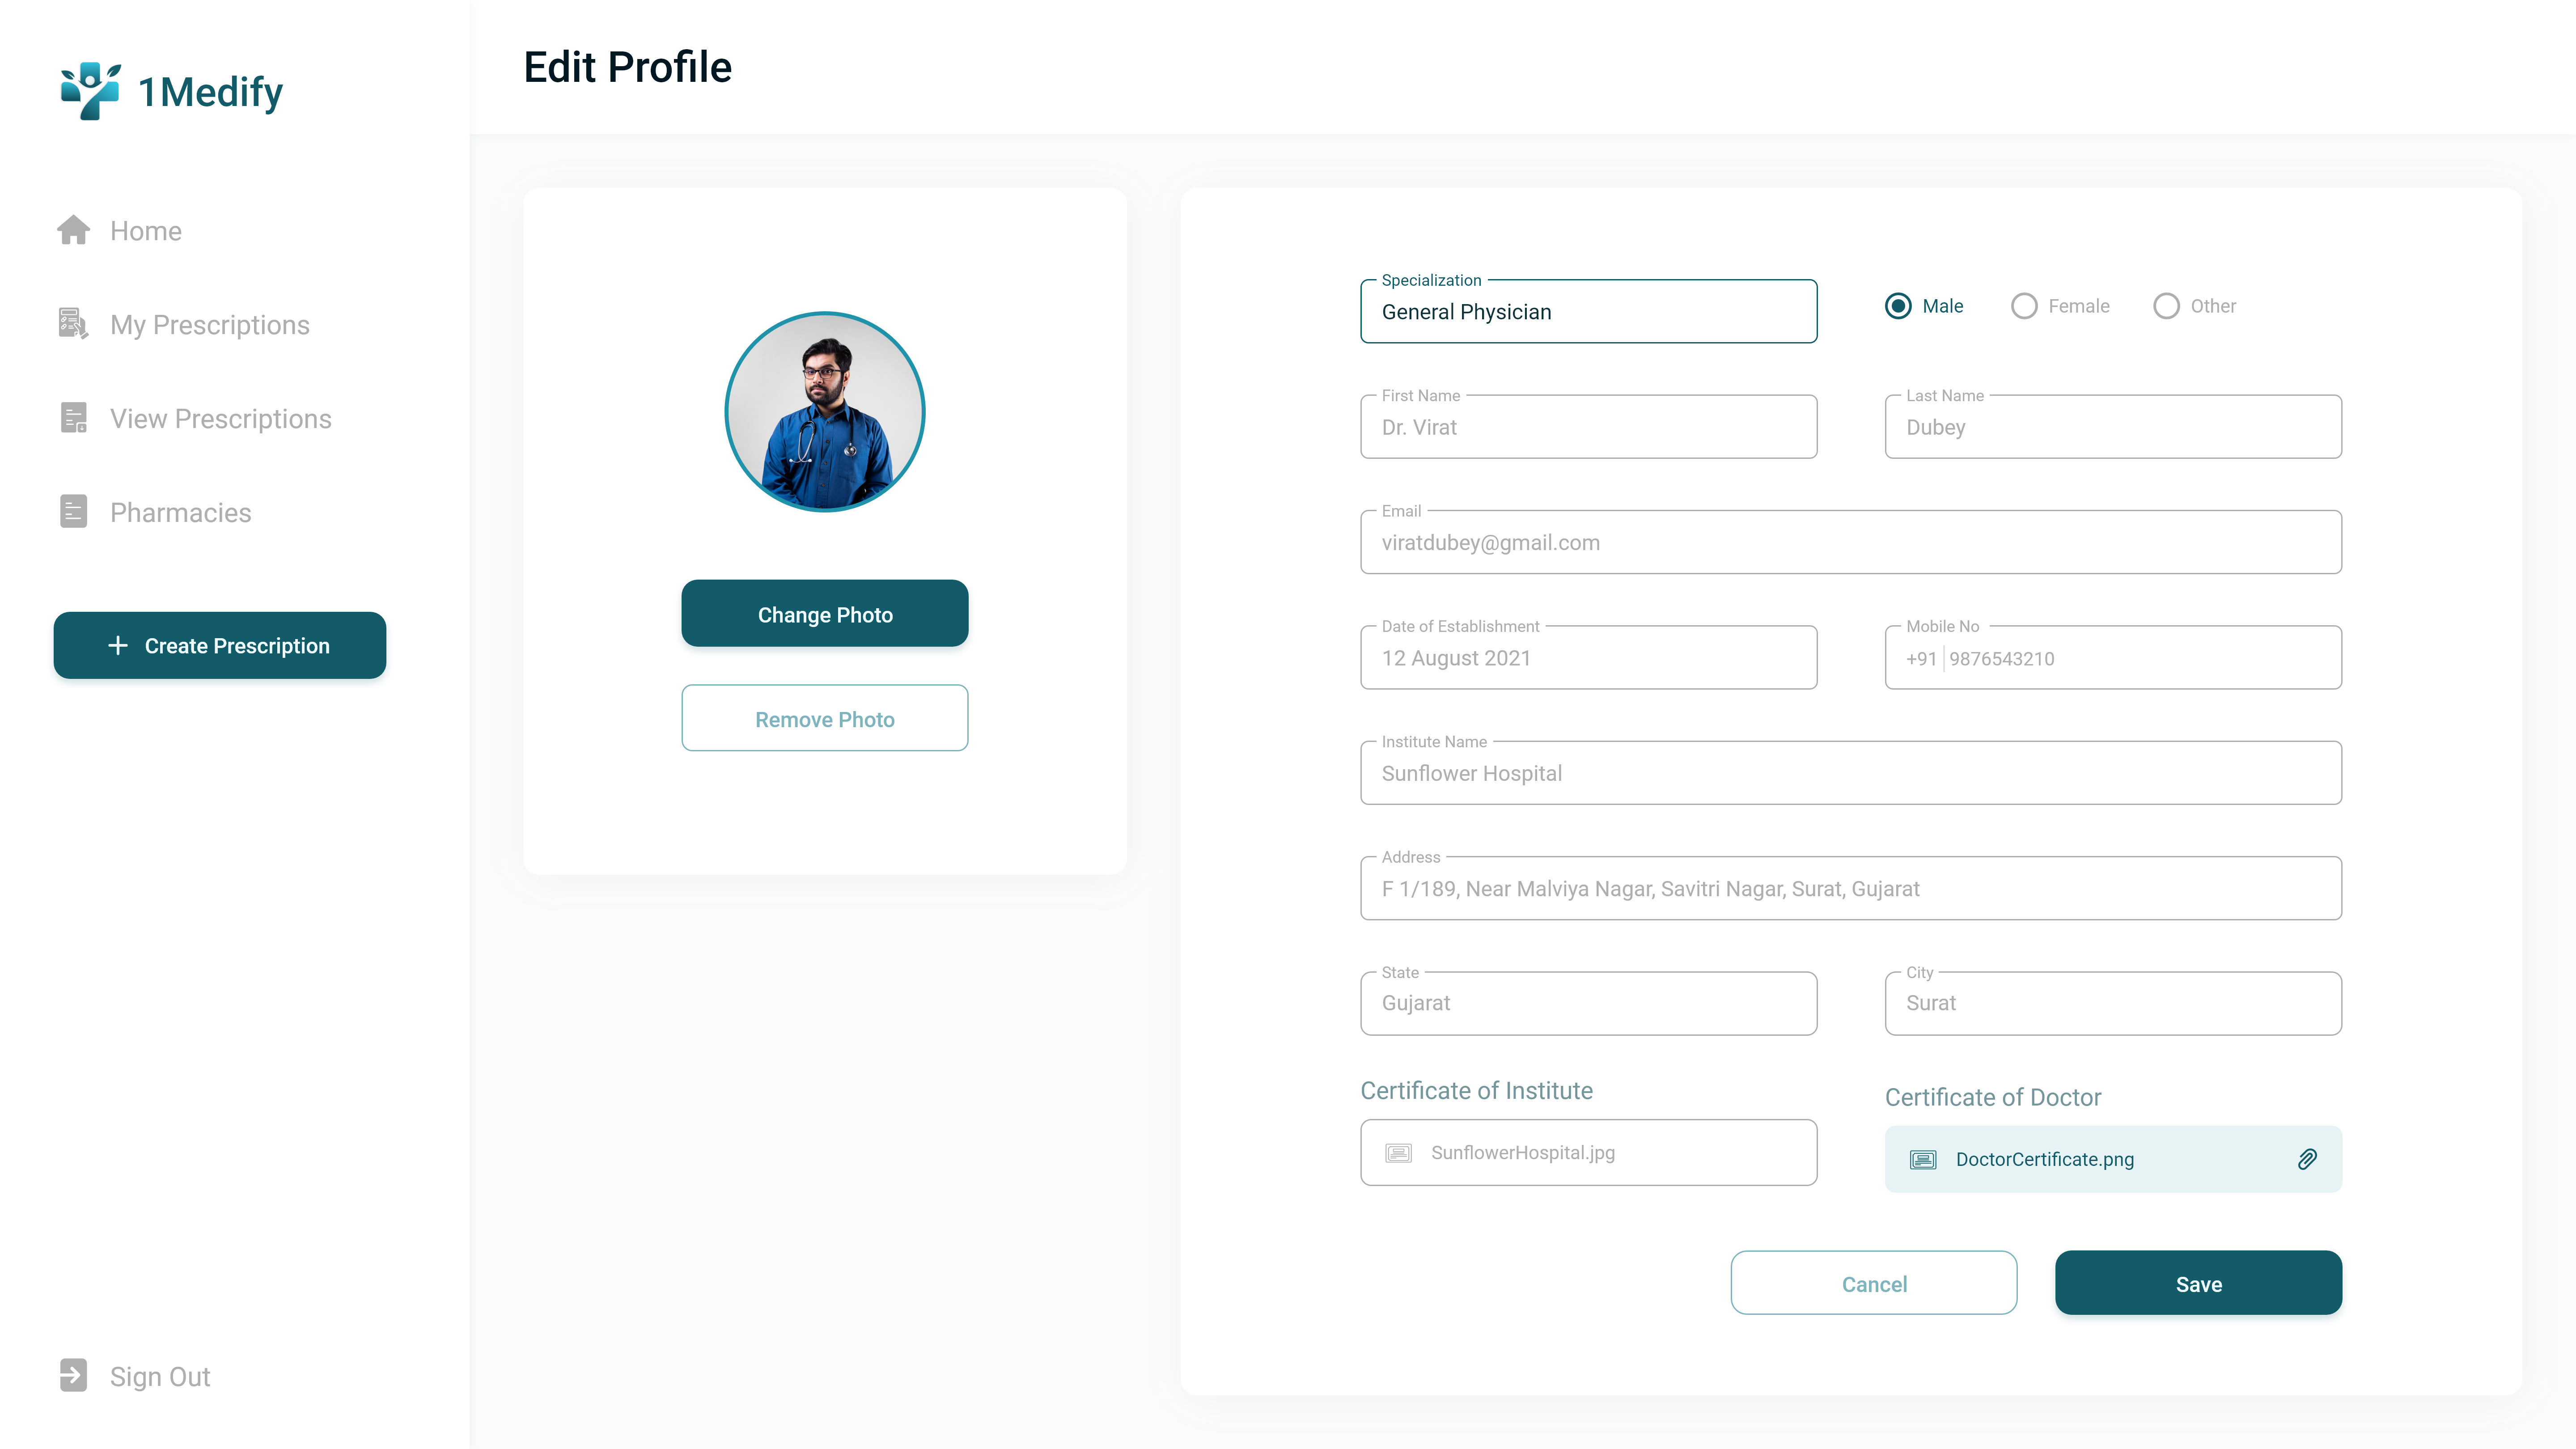 1Medify
Home
My Prescriptions
View Prescriptions
Pharmacies
Create Prescription
Sign Out
Edit Profile
Change Photo
Remove Photo
Specialization
General Physician
Male
Female
Other
First Name
Dr. Virat
Last Name
Dubey
Email
viratdubey@gmail.com
Date of Establishment
12 August 2021
Mobile No
+91 9876543210
Institute Name
Sunflower Hospital
Address
F 1/189, Near Malviya Nagar, Savitri Nagar, Surat, Gujarat
State
Gujarat
City
Surat
Certificate of Institute
SunflowerHospital.jpg
Certificate of Doctor
DoctorCertificate.png
Cancel
Save